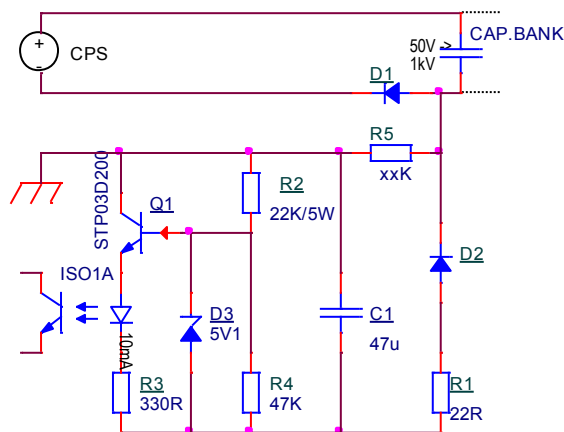 +
-
CPS
50V ->
1kV
CAP.BANK
D1
R5
xxK
STP03D200
Q1
R2
22K/5W
D2
ISO1A
10mA
D3
5V1
C1
47u
R3
330R
R4
47K
R1
22R